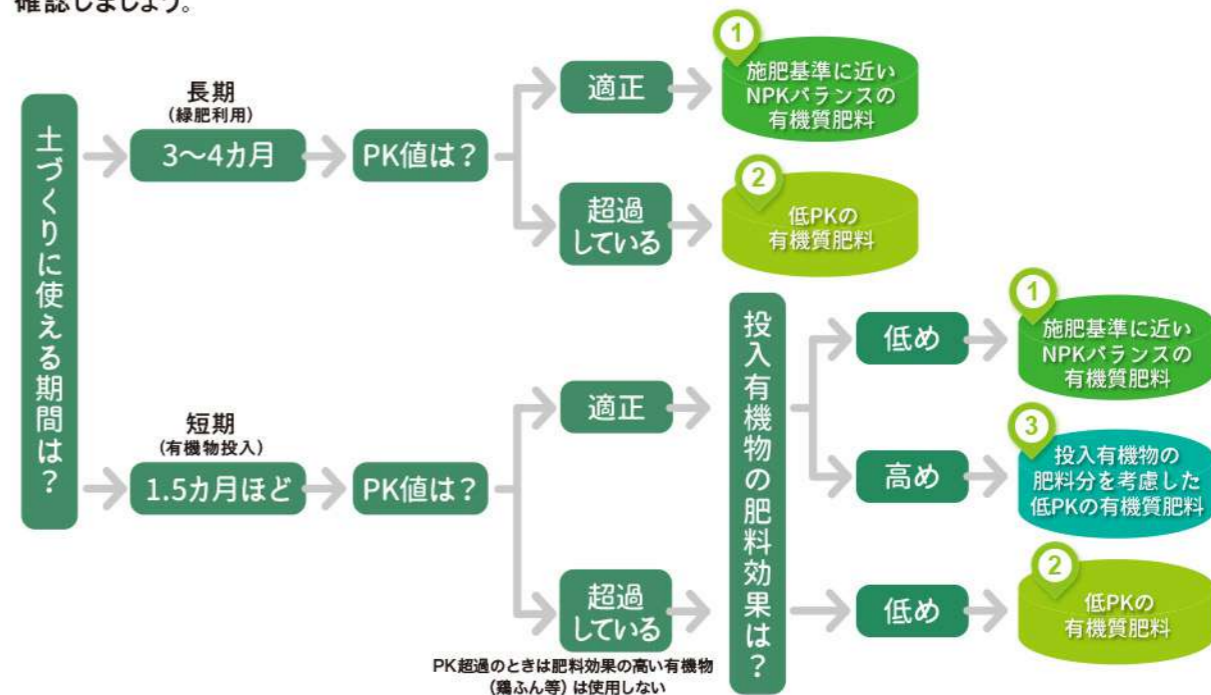 確認しましょう。
土づくりに使える期間は？
長期
（緑肥利用）
3〜4カ月
PK値は？
適正
1
施肥基準に近い
NPKバランスの
有機質肥料
超過
している
2
低PKの
有機質肥料
短期
（有機物投入）
1.5カ月ほど
PK値は？
適正
超過
している
PK超過のときは肥料効果の高い有機物
（鶏ふん等）は使用しない
投入有機物の肥料効果は？
低め
1
施肥基準に近い
NPKバランスの
有機質肥料
高め
3
投入有機物の
肥料分を考慮した
低PKの有機質肥料
低め
2
低PKの
有機質肥料